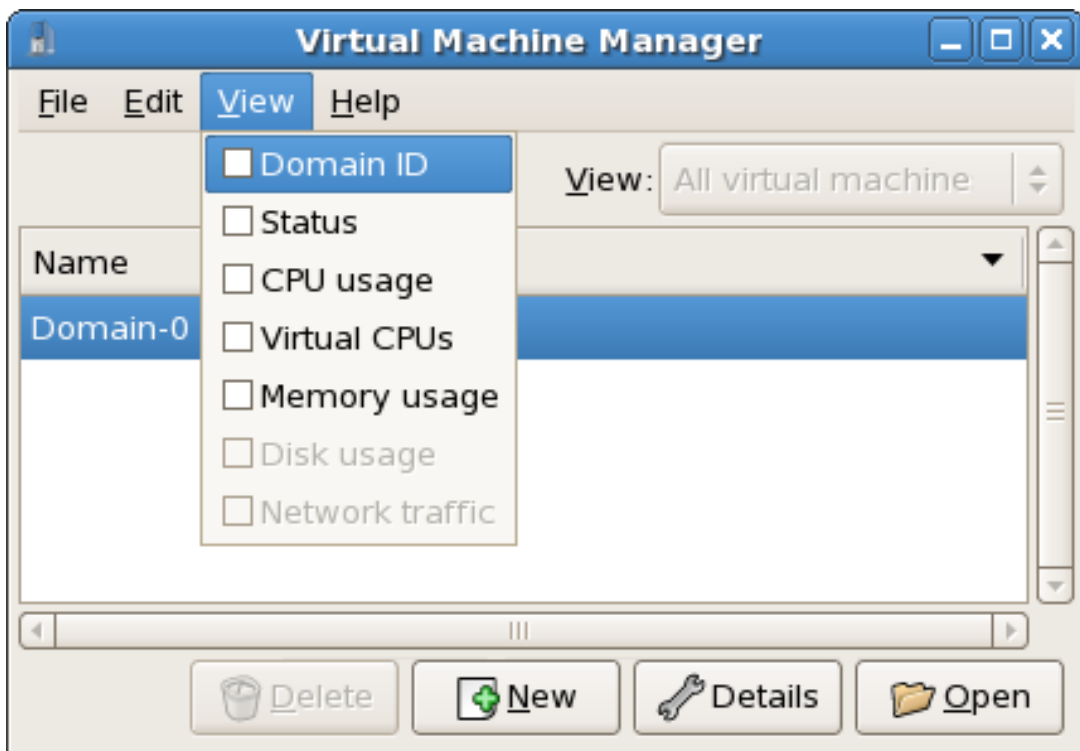 Virtual Machine Manager
File Edit View Help
Domain ID
View: All virtual machine
Status
Name
CPU usage
Domain-0
Virtual CPUs
Memory usage
Disk usage
Network traffic
Delete New Details Open